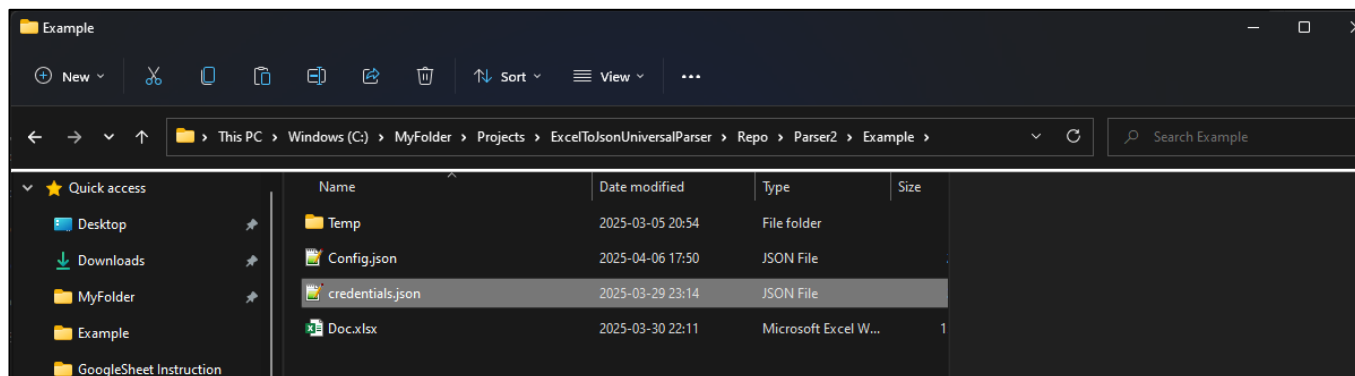 Example
New
Sort
View
This PC > Windows (C:) > MyFolder > Projects > ExcelToJsonUniversalParser > Repo > Parser2 > Example >
Search Example
Quick access
Name Date modified Type Size
Desktop
Temp 2025-03-05 20:54 File folder
Downloads
Config.json 2025-04-06 17:50 JSON File
MyFolder
credentials.json 2025-03-29 23:14 JSON File
Example
Doc.xlsx 2025-03-30 22:11 Microsoft Excel W... 1
GoogleSheet Instruction